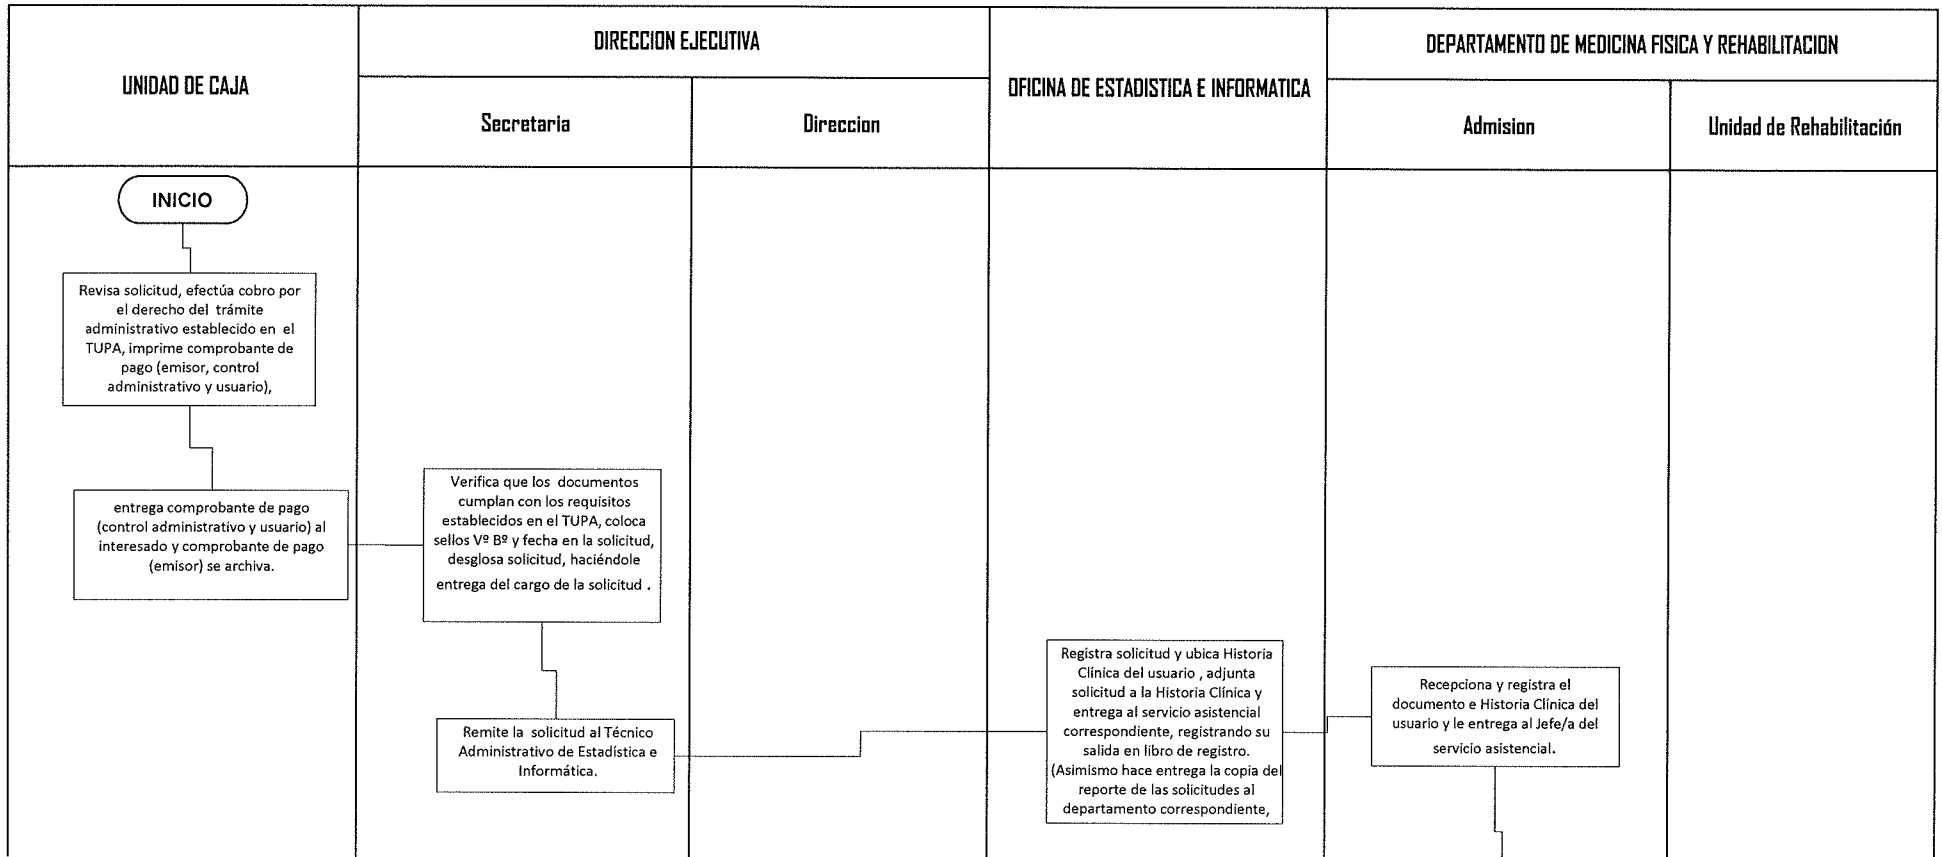 UNIDAD DE CAJA
DIRECCION EJECUTIVA
Secretaria
Direccion
OFICINA DE ESTADISTICA E INFORMATICA
DEPARTAMENTO DE MEDICINA FISICA Y REHABILITACION
Admision
Unidad de Rehabilitación
INICIO
Revisa solicitud, efectúa cobro por
el derecho del trámite
administrativo establecido en el
TUPA, imprime comprobante de
pago (emisor, control
administrativo y usuario),
entrega comprobante de pago
(control administrativo y usuario) al
interesado y comprobante de pago
(emisor) se archiva.
Verifica que los documentos
cumplan con los requisitos
establecidos en el TUPA, coloca
sellos Vº Bº y fecha en la solicitud,
desglosa solicitud, haciéndole
entrega del cargo de la solicitud .
Remite la solicitud al Técnico
Administrativo de Estadística e
Informática.
Registra solicitud y ubica Historia
Clínica del usuario , adjunta
solicitud a la Historia Clínica y
entrega al servicio asistencial
correspondiente, registrando su
salida en libro de registro.
(Asimismo hace entrega la copia del
reporte de las solicitudes al
departamento correspondiente,
Recepciona y registra el
documento e Historia Clínica del
usuario y le entrega al Jefe/a del
servicio asistencial.